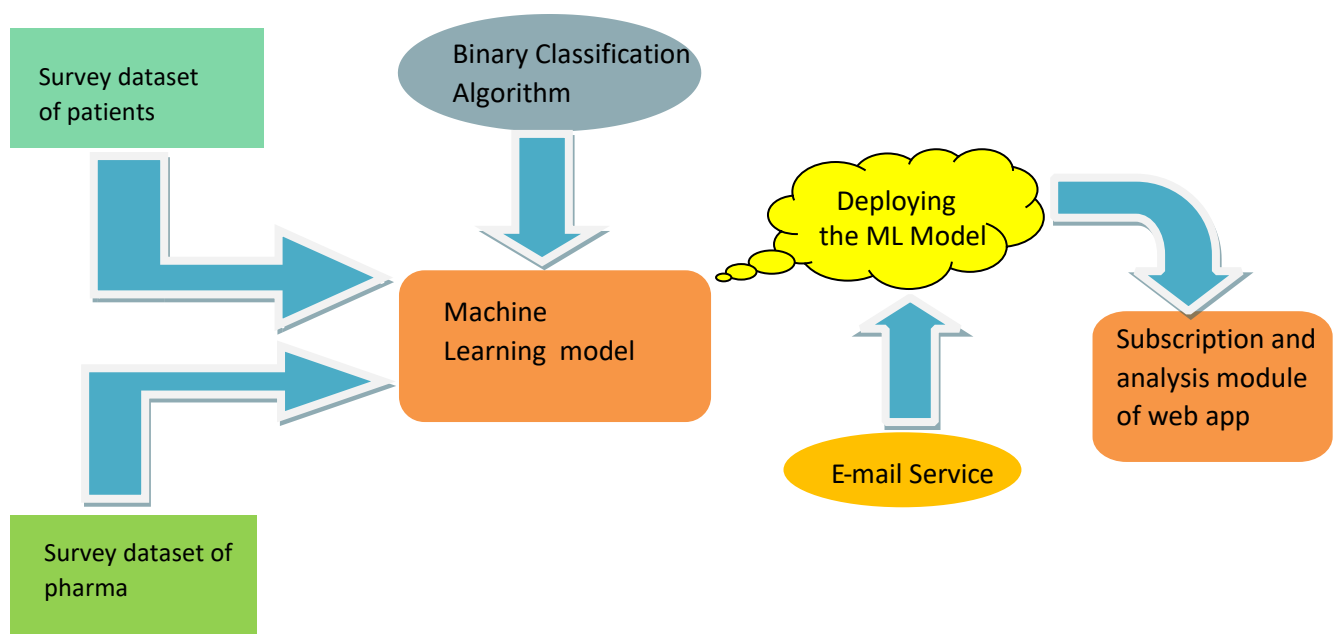 Survey dataset
of patients
Binary Classification
Algorithm
Deploying
the ML Model
Machine
Learning model
Subscription and
analysis module
of web app
E-mail Service
Survey dataset of
pharma